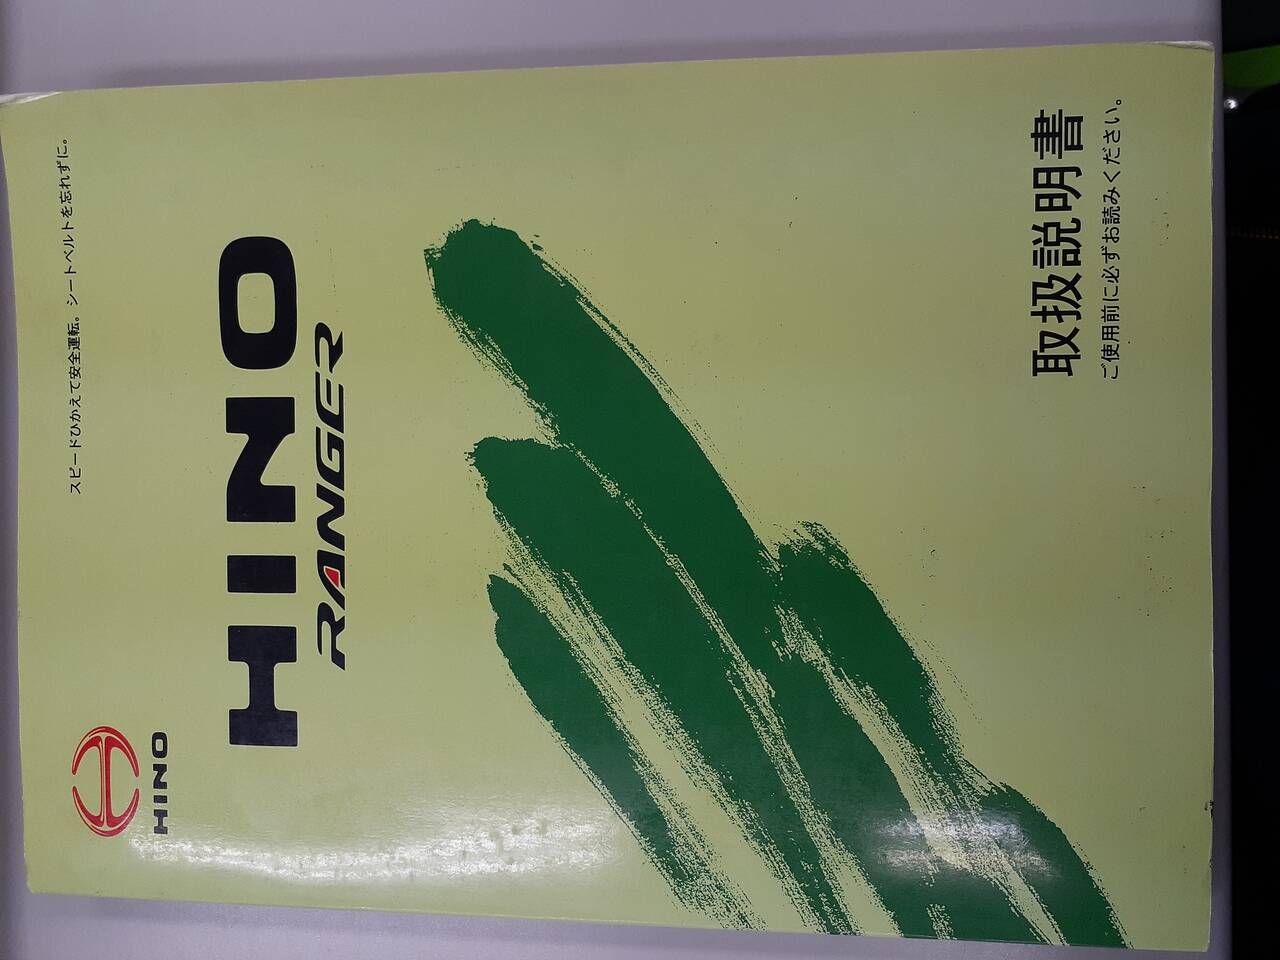 スピードひかえて安全運転。シートベルトを忘れずに。
HINO
HINO
RANGER
取扱説明書
ご使用前に必ずお読みください。